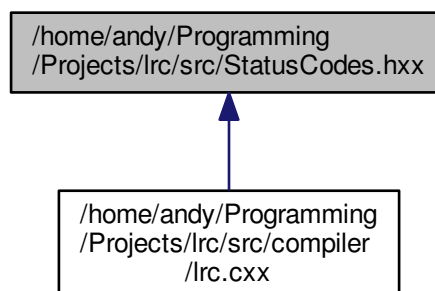 /home/andy/Programming
/Projects/lrc/src/StatusCodes.hxx
/home/andy/Programming
/Projects/lrc/src/compiler
/lrc.cxx